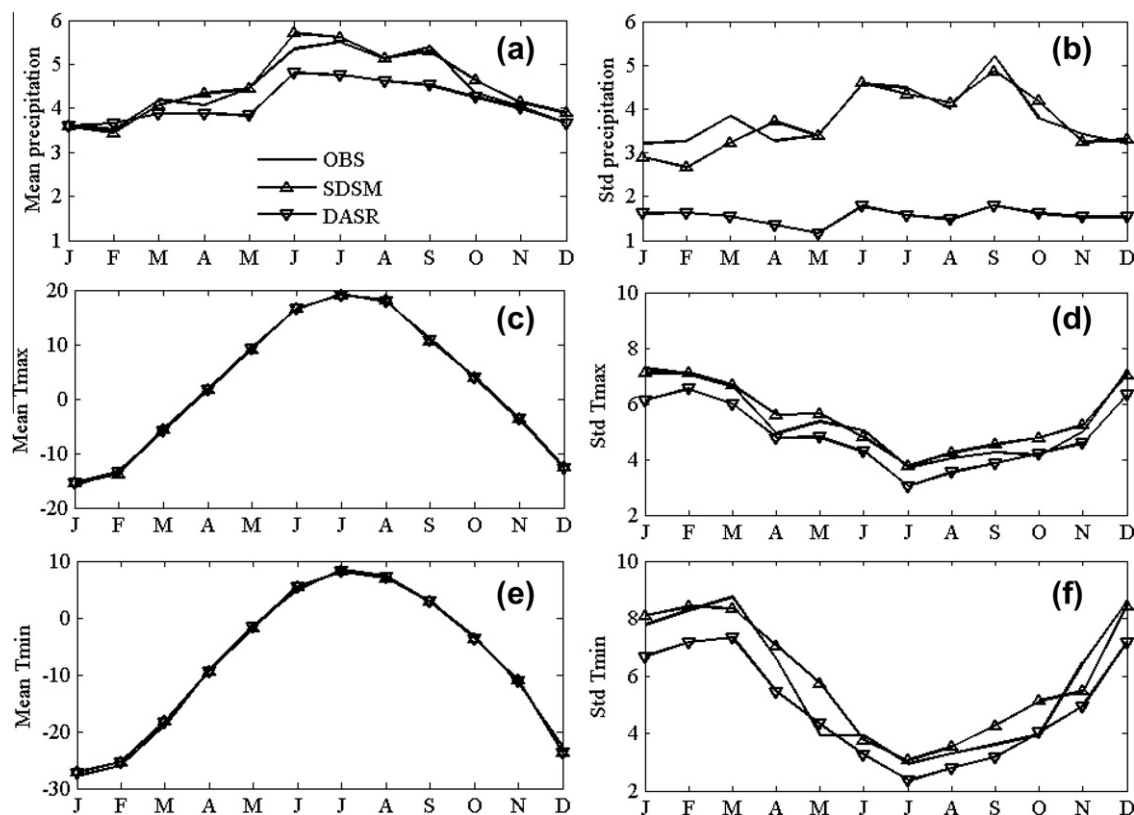 (a)
Mean precipitation
6
5
4
3
2
1
OBS
SDSM
DASR
J F M A M J J A S O N D
(b)
Std precipitation
6
5
4
3
2
1
J F M A M J J A S O N D
(c)
Mean Tmax
20
10
0
-10
-20
J F M A M J J A S O N D
(d)
Std Tmax
10
8
6
4
2
J F M A M J J A S O N D
(e)
Mean Tmin
10
0
-10
-20
-30
J F M A M J J A S O N D
(f)
Std Tmin
10
8
6
4
2
J F M A M J J A S O N D